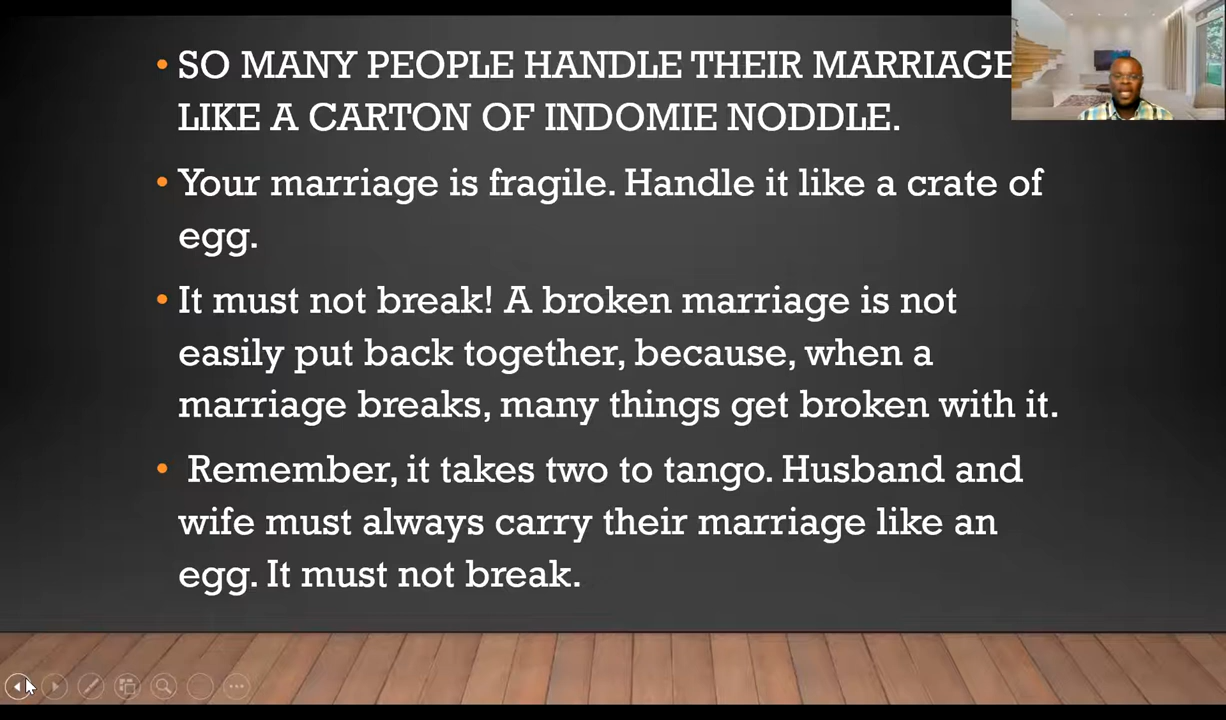 • SO MANY PEOPLE HANDLE THEIR MARRIAGE
LIKE A CARTON OF INDOMIE NODDLE.
• Your marriage is fragile. Handle it like a crate of
egg.
• It must not break! A broken marriage is not
easily put back together, because, when a
marriage breaks, many things get broken with it.
• Remember, it takes two to tango. Husband and
wife must always carry their marriage like an
egg. It must not break.